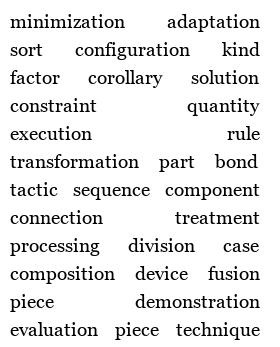 minimization adaptation
sort configuration kind
factor corollary solution
constraint quantity
execution rule
transformation part bond
tactic sequence component
connection treatment
processing division case
composition device fusion
piece demonstration
evaluation piece technique